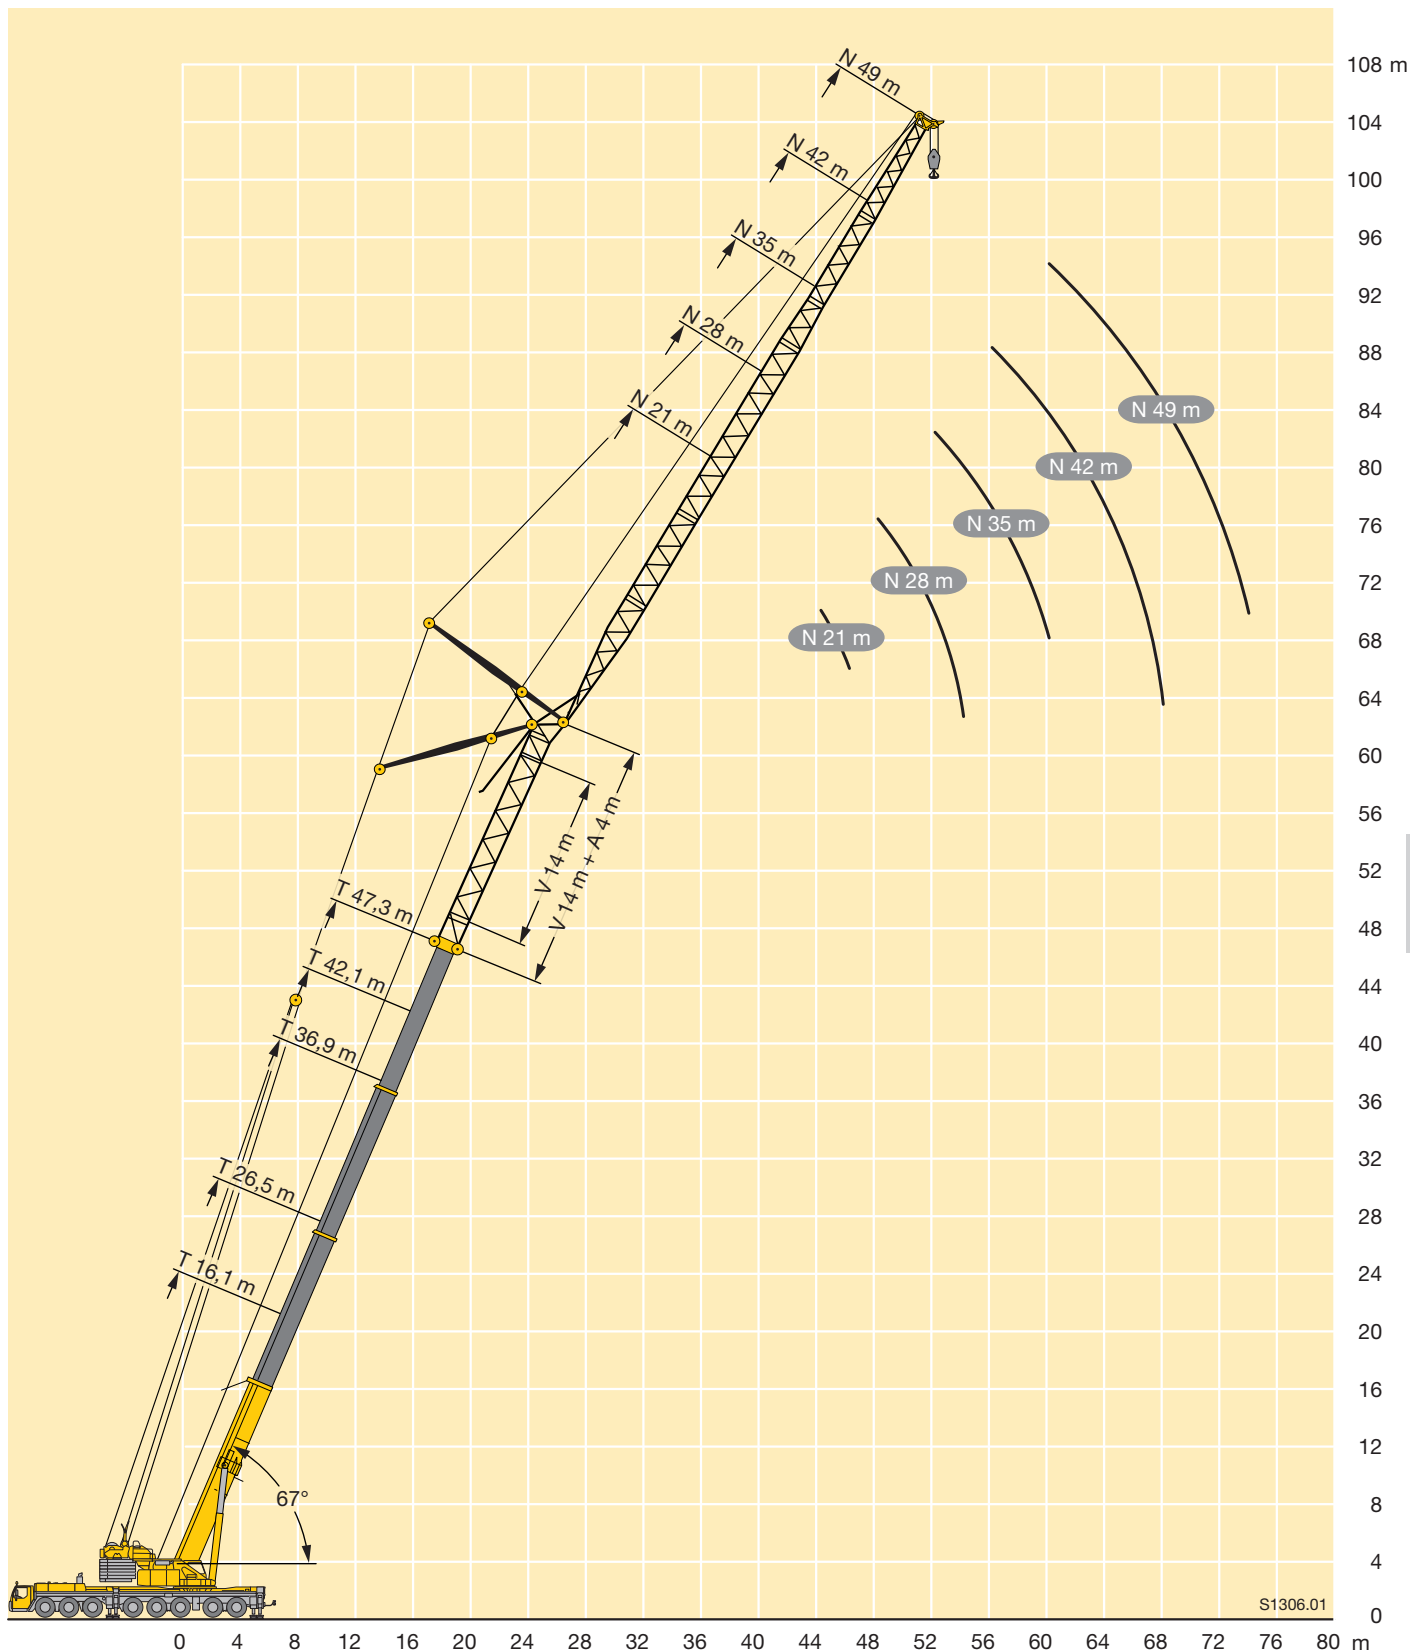 108 m
N 49 m
104
N 42 m
100
N 35 m
96
92
N 28 m
88
N 49 m
84
N 21 m
N 42 m
80
N 35 m
76
N 28 m
72
N 21 m
68
64
60
56
V 14 m
V 14 m + A 4 m
52
T 47,3 m
48
T 42,1 m
44
T 36,9 m
40
36
32
T 26,5 m
28
T 16,1 m
24
20
16
12
67°
8
4
S1306.01
0
0 4 8 12 16 20 24 28 32 36 40 44 48 52 56 60 64 68 72 76 80 m